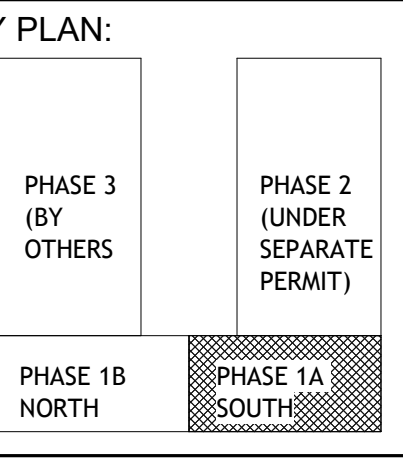 Y PLAN:
PHASE 3
(BY
OTHERS
PHASE 2
(UNDER
SEPARATE
PERMIT)
PHASE 1B
NORTH
PHASE 1A
SOUTH